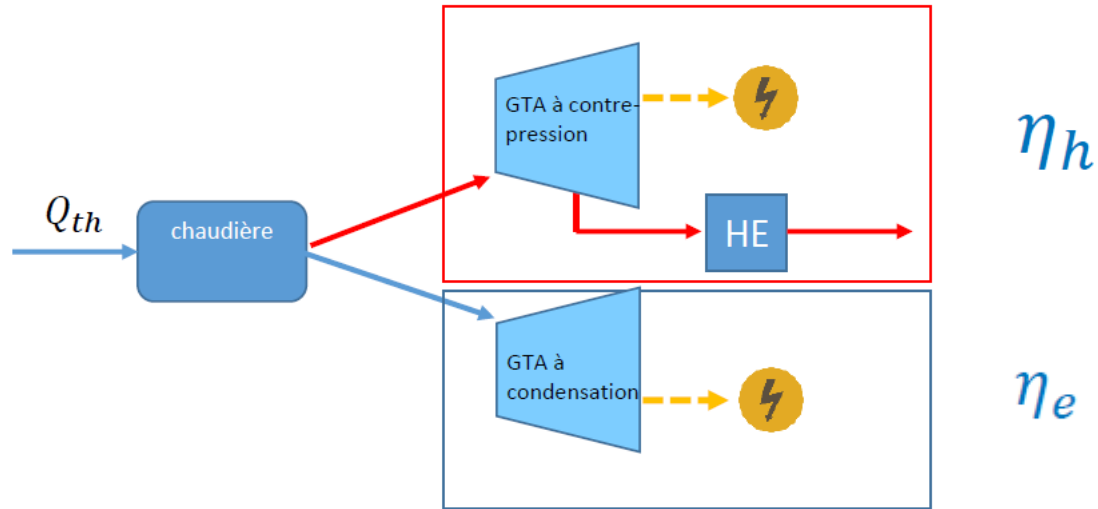 GTA à contre-
pression
η_h
Q_th
chaudière
HE
GTA à
condensation
η_e